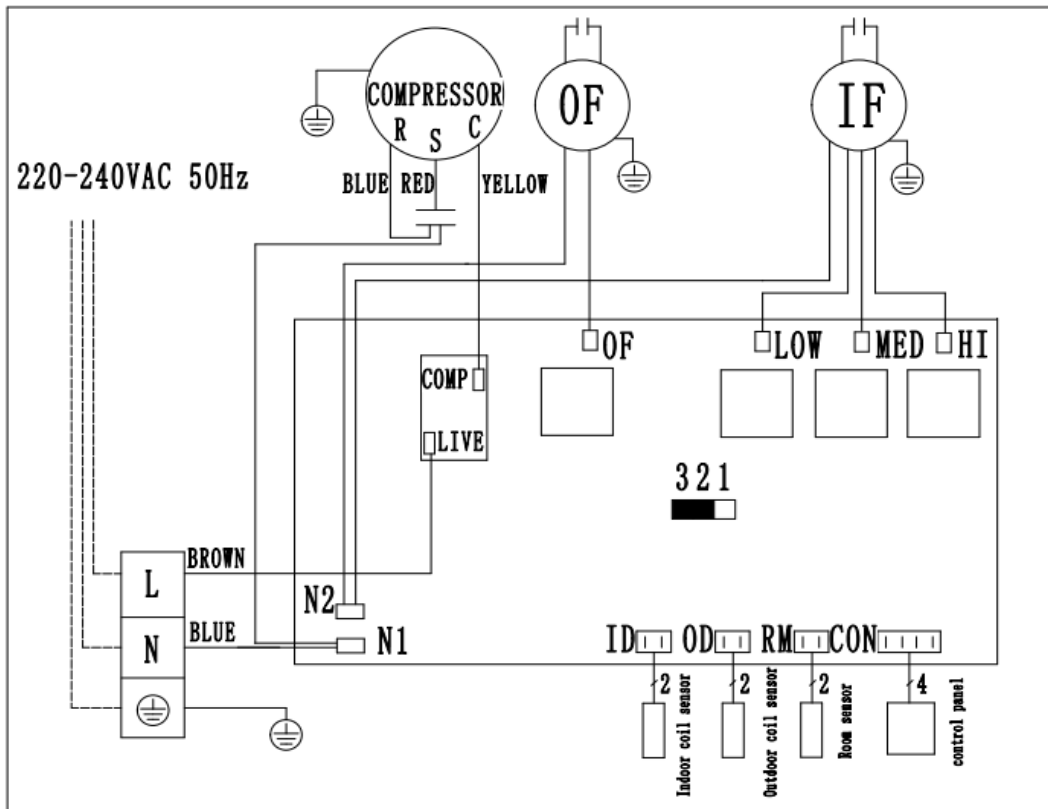 COMPRESSOR
R S C
OF
IF
220-240VAC 50Hz
BLUE RED YELLOW
OF
LOW MED HI
COMP
LIVE
3 2 1
BROWN
L
N2
BLUE
N
N1
ID OD RM CON
2 2 2 4
Indoor coil sensor
Outdoor coil sensor
Room sensor
control panel